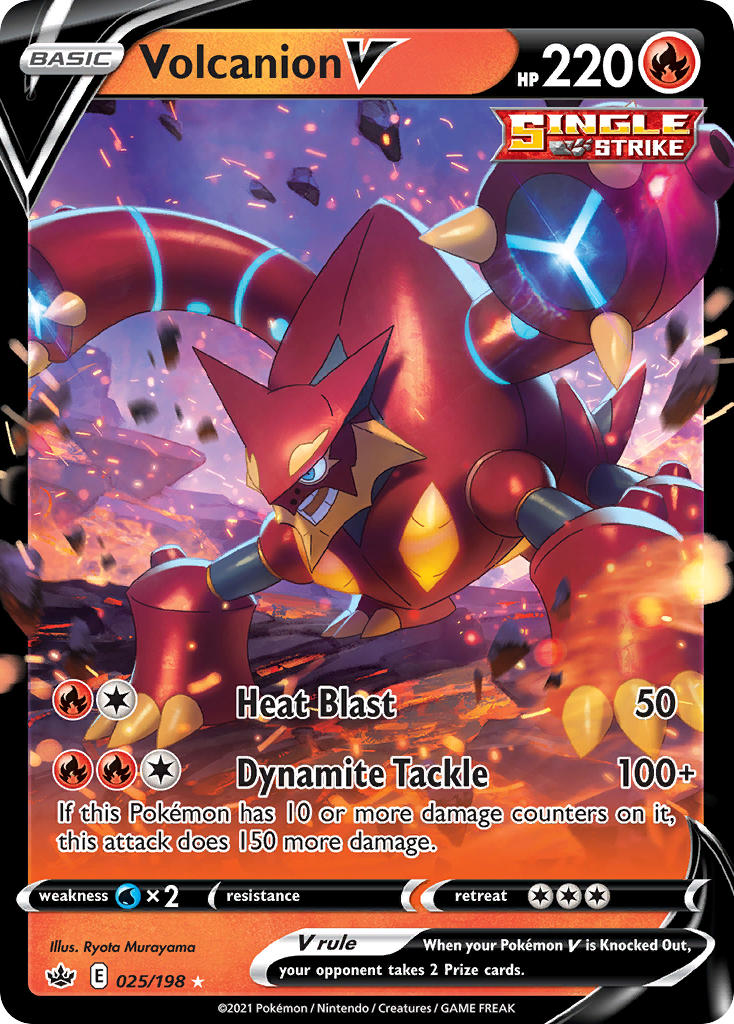 BASIC
Volcanion V
HP 220
SINGLE
STRIKE
Heat Blast 50
Dynamite Tackle 100+
If this Pokémon has 10 or more damage counters on it,
this attack does 150 more damage.
weakness ×2 resistance retreat
Illus. Ryota Murayama
V rule When your Pokémon V is Knocked Out,
your opponent takes 2 Prize cards.
E 025/198
©2021 Pokémon / Nintendo / Creatures / GAME FREAK